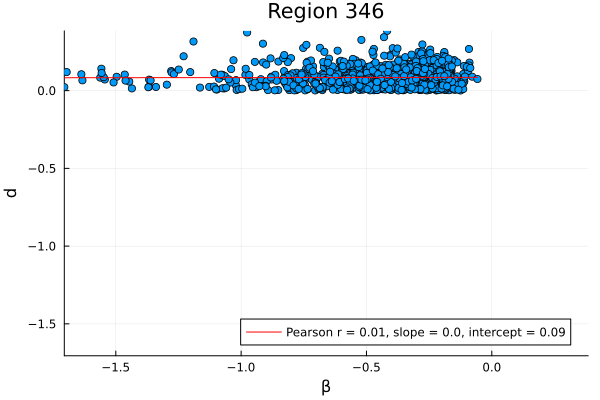 Region 346
d
0.0
−0.5
−1.0
−1.5
Pearson r = 0.01, slope = 0.0, intercept = 0.09
−1.5 −1.0 −0.5 0.0
β